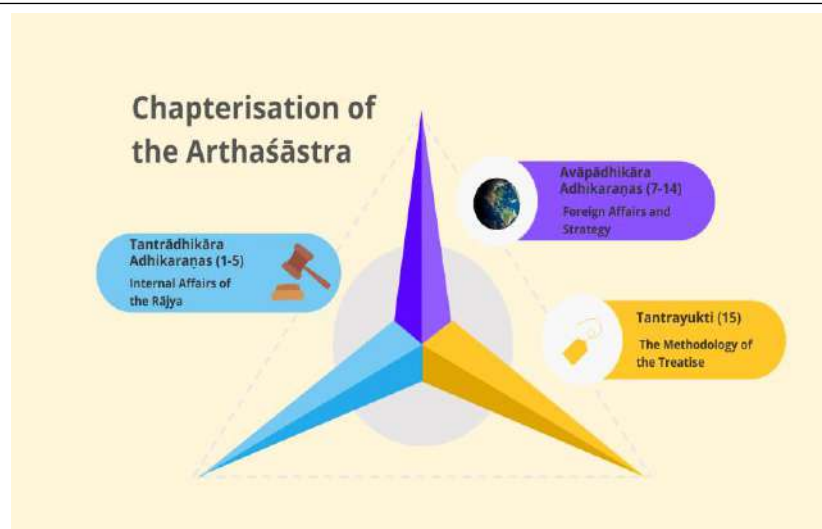 Chapterisation of
the Arthaśāstra
Avāpādhikāra
Adhikaraṇas (7-14)
Foreign Affairs and
Strategy
Tantrādhikāra
Adhikaraṇas (1-5)
Internal Affairs of
the Rājya
Tantrayukti (15)
The Methodology of
the Treatise